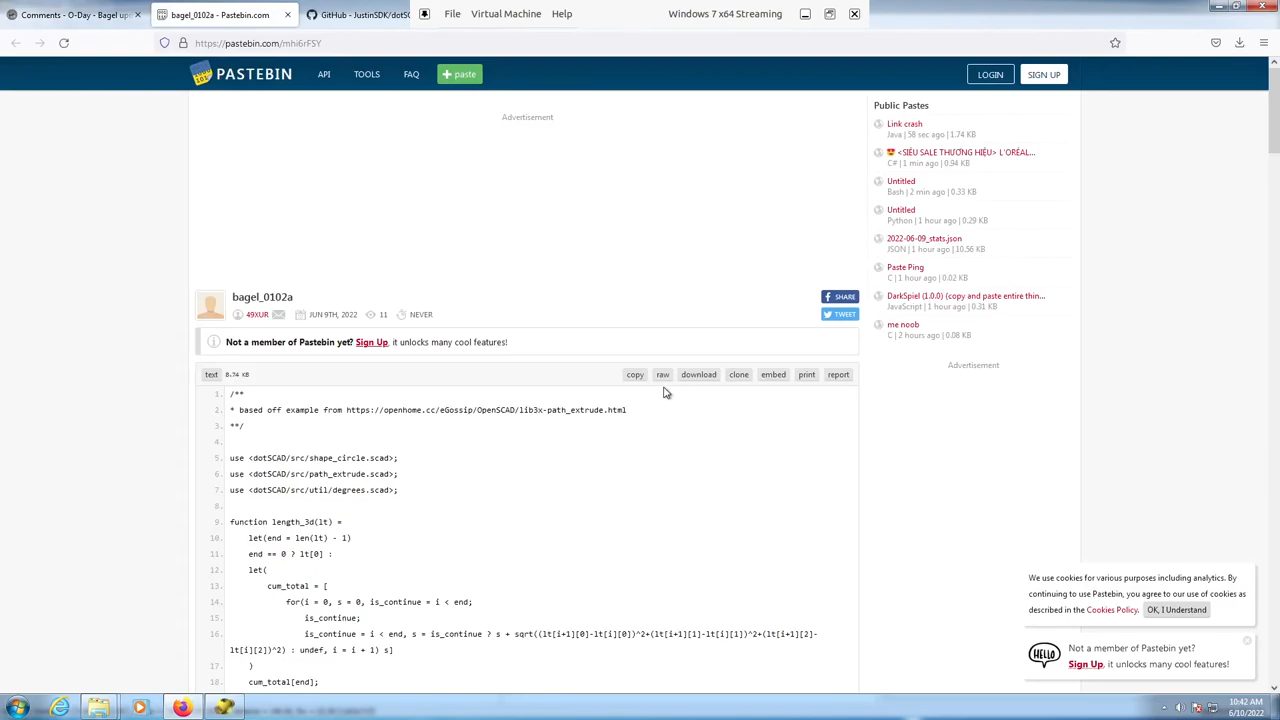 Comments - O-Day - Bagel
bagel_0102a - Pastebin.com
GitHub - JustinSDK/dotSC
File
Virtual Machine
Help
Windows 7 x64 Streaming
https://pastebin.com/mhi6rFSY
PASTEBIN
API
TOOLS
FAQ
paste
LOGIN
SIGN UP
Advertisement
Public Pastes
Link crash
Java | 58 sec ago | 1.74 KB
<SIÊU SALE THƯƠNG HIỆU> L'ORÉAL...
C# | 1 min ago | 0.94 KB
Untitled
Bash | 2 min ago | 0.33 KB
Untitled
Python | 1 hour ago | 0.29 KB
2022-06-09_stats.json
JSON | 1 hour ago | 10.56 KB
Paste Ping
C | 1 hour ago | 0.02 KB
DarkSpiel (1.0.0) (copy and paste entire thin...
JavaScript | 1 hour ago | 0.31 KB
me noob
C | 2 hours ago | 0.08 KB
Advertisement
bagel_0102a
SHARE
TWEET
49XUR
JUN 9TH, 2022
11
NEVER
Not a member of Pastebin yet? Sign Up, it unlocks many cool features!
text
8.74 KB
copy
raw
download
clone
embed
print
report
1. /**
2. * based off example from https://openhome.cc/eGossip/OpenSCAD/lib3x-path_extrude.html
3. **/
4.
5. use <dotSCAD/src/shape_circle.scad>;
6. use <dotSCAD/src/path_extrude.scad>;
7. use <dotSCAD/src/util/degrees.scad>;
8.
9. function length_3d(lt) =
10. let(end = len(lt) - 1)
11. end == 0 ? lt[0] :
12. let(
13. cum_total = [
14. for(i = 0, s = 0, is_continue = i < end;
15. is_continue;
16. is_continue = i < end, s = is_continue ? s + sqrt((lt[i+1][0]-lt[i][0])^2+(lt[i+1][1]-lt[i][1])^2+(lt[i+1][2]-
lt[i][2])^2) : undef, i = i + 1) s]
17. )
18. cum_total[end];
We use cookies for various purposes including analytics. By
continuing to use Pastebin, you agree to our use of cookies as
described in the Cookies Policy. OK, I Understand
HELLO
Not a member of Pastebin yet?
Sign Up, it unlocks many cool features!
10:42 AM
6/10/2022